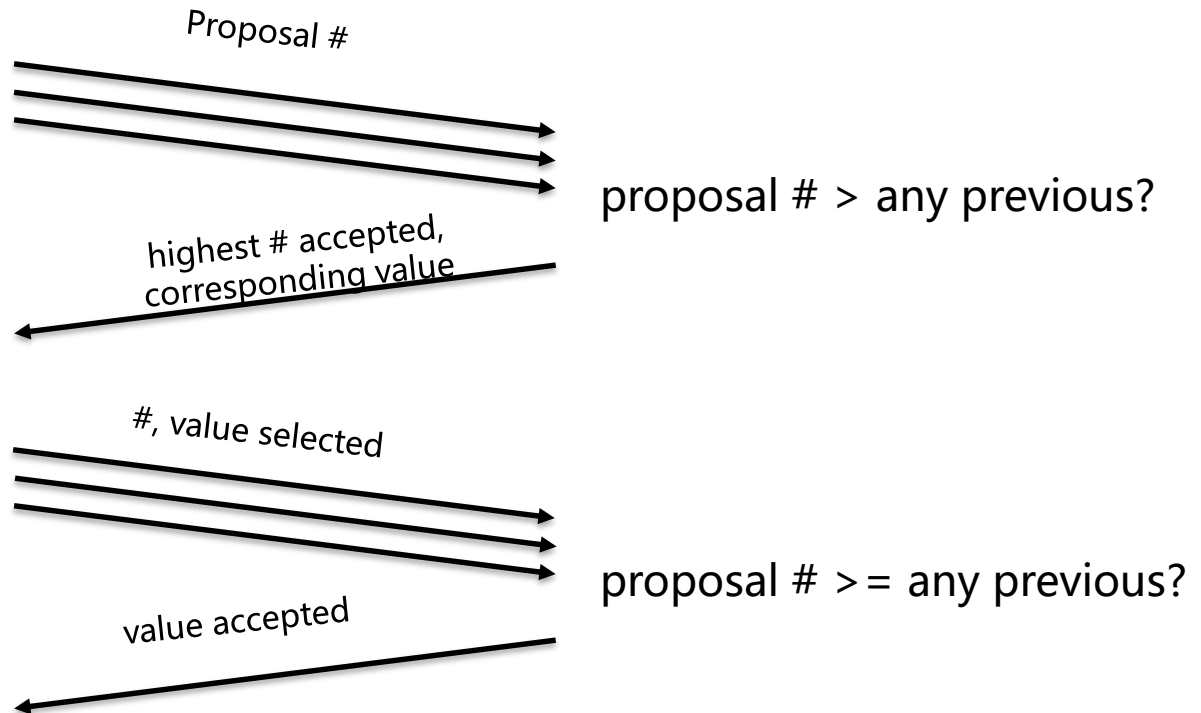 Proposal #
proposal # > any previous?
highest # accepted,
corresponding value
#, value selected
proposal # >= any previous?
value accepted